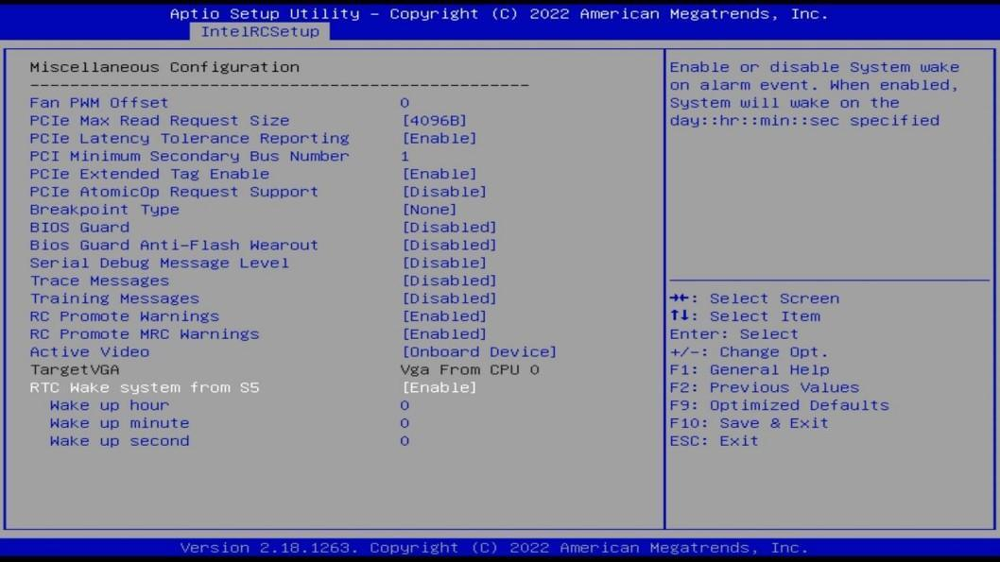 Aptio Setup Utility – Copyright (C) 2022 American Megatrends, Inc.
IntelRCSetup
Miscellaneous Configuration
--------------------------------------------------
Fan PWM Offset 0
PCIe Max Read Request Size [4096B]
PCIe Latency Tolerance Reporting [Enable]
PCI Minimum Secondary Bus Number 1
PCIe Extended Tag Enable [Enable]
PCIe AtomicOp Request Support [Disable]
Breakpoint Type [None]
BIOS Guard [Disabled]
Bios Guard Anti-Flash Wearout [Disabled]
Serial Debug Message Level [Disable]
Trace Messages [Disabled]
Training Messages [Disabled]
RC Promote Warnings [Enabled]
RC Promote MRC Warnings [Enabled]
Active Video [Onboard Device]
TargetVGA Vga From CPU 0
RTC Wake system from S5 [Enable]
Wake up hour 0
Wake up minute 0
Wake up second 0
Enable or disable System wake
on alarm event. When enabled,
System will wake on the
day::hr::min::sec specified
→←: Select Screen
↑↓: Select Item
Enter: Select
+/-: Change Opt.
F1: General Help
F2: Previous Values
F9: Optimized Defaults
F10: Save & Exit
ESC: Exit
Version 2.18.1263. Copyright (C) 2022 American Megatrends, Inc.